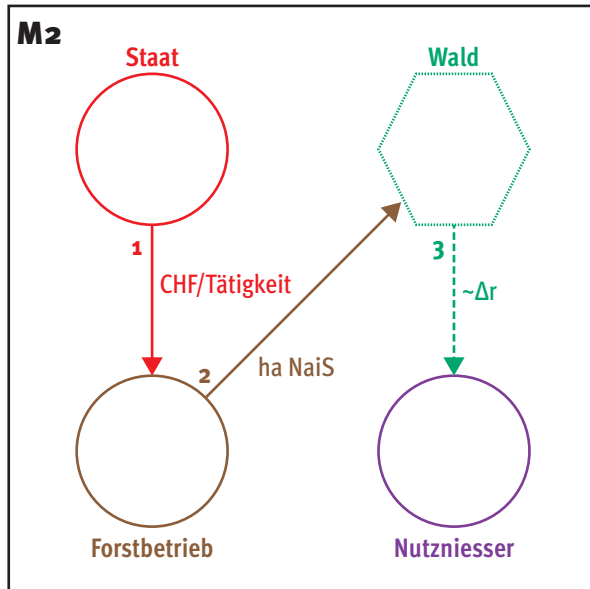 M2
Staat
Wald
1
CHF/Tätigkeit
2
ha NaiS
3
~Δr
Forstbetrieb
Nutzniesser